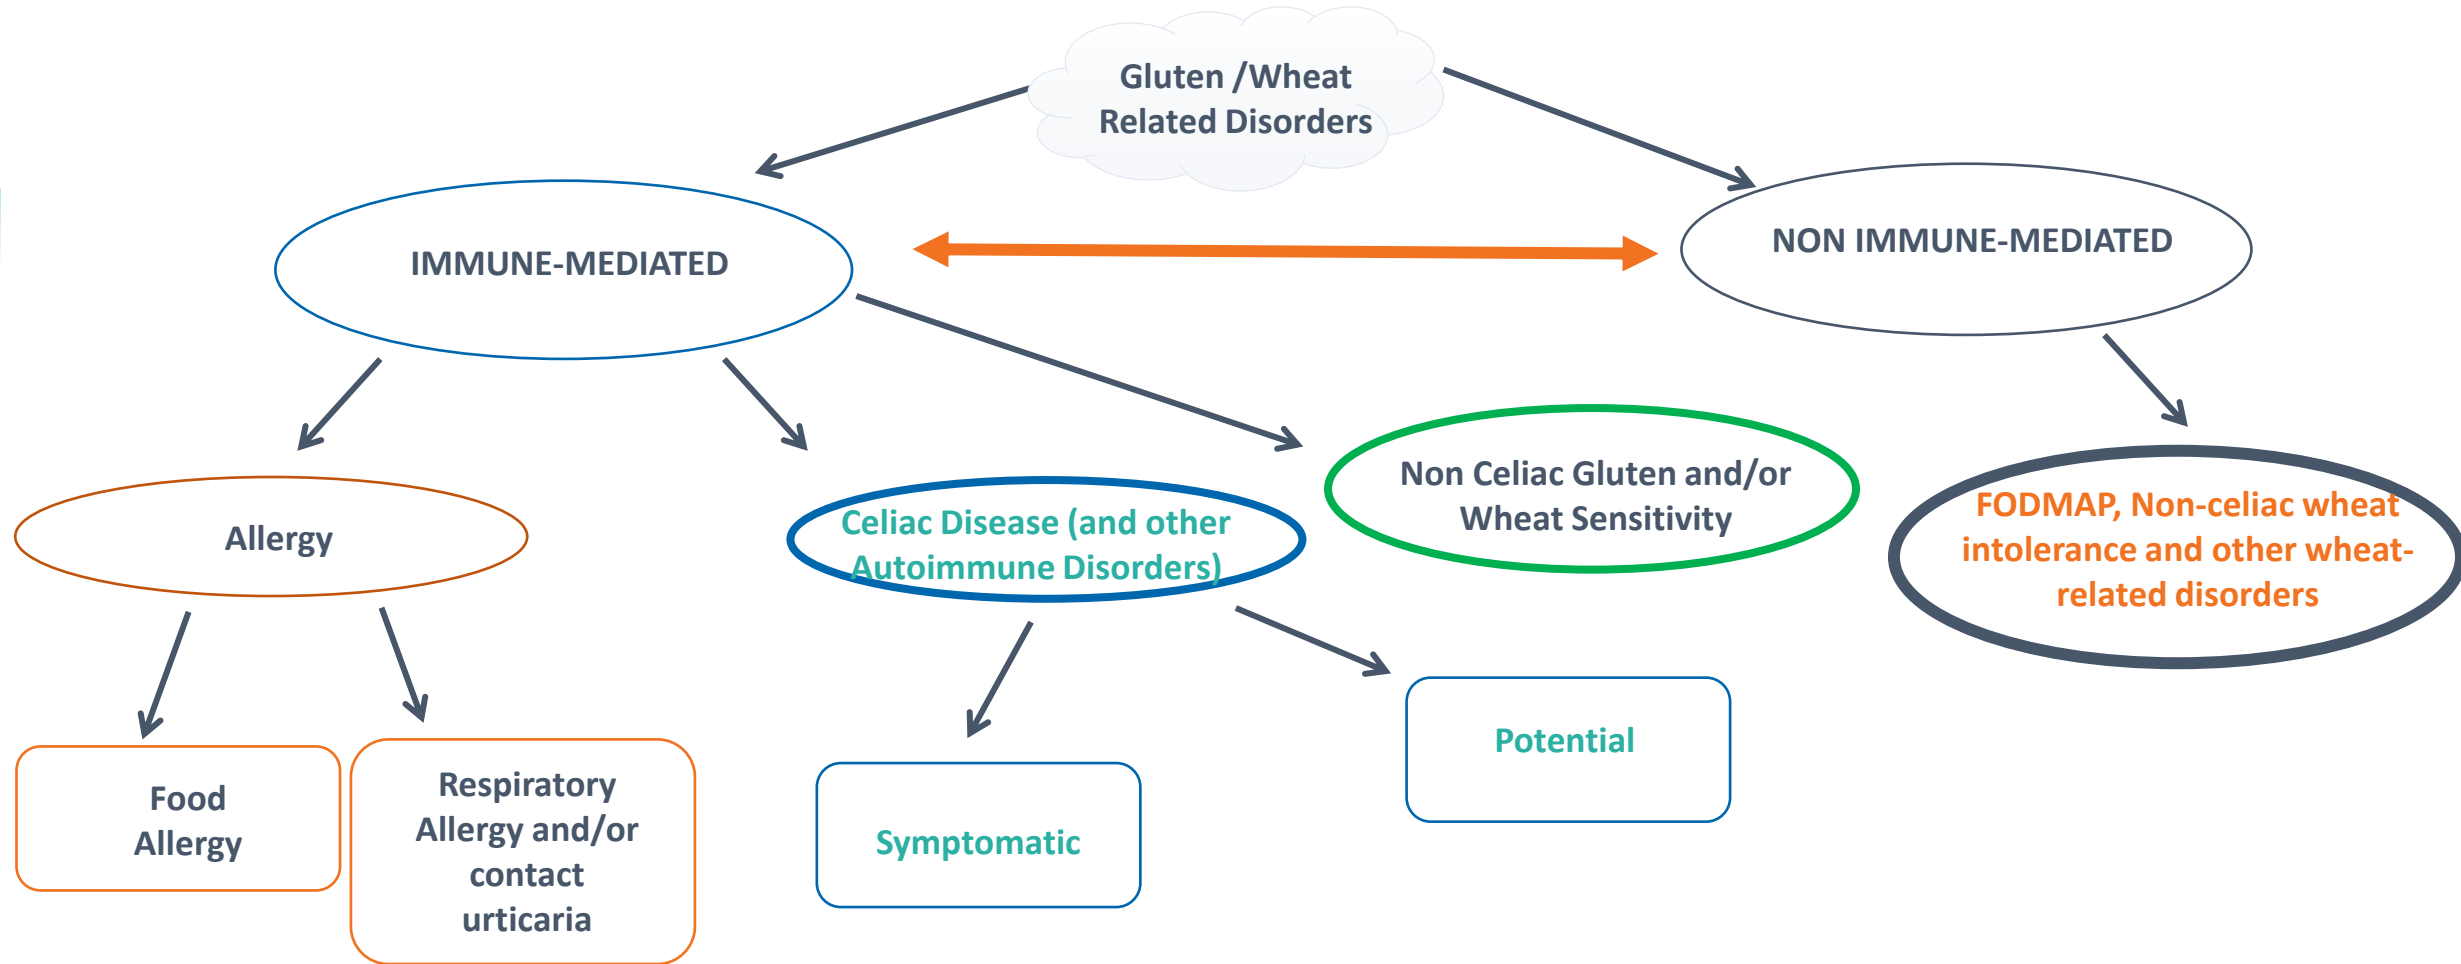 Gluten /Wheat
Related Disorders
IMMUNE-MEDIATED
NON IMMUNE-MEDIATED
Allergy
Celiac Disease (and other
Autoimmune Disorders)
Non Celiac Gluten and/or
Wheat Sensitivity
FODMAP, Non-celiac wheat
intolerance and other wheat-
related disorders
Food
Allergy
Respiratory
Allergy and/or
contact
urticaria
Symptomatic
Potential